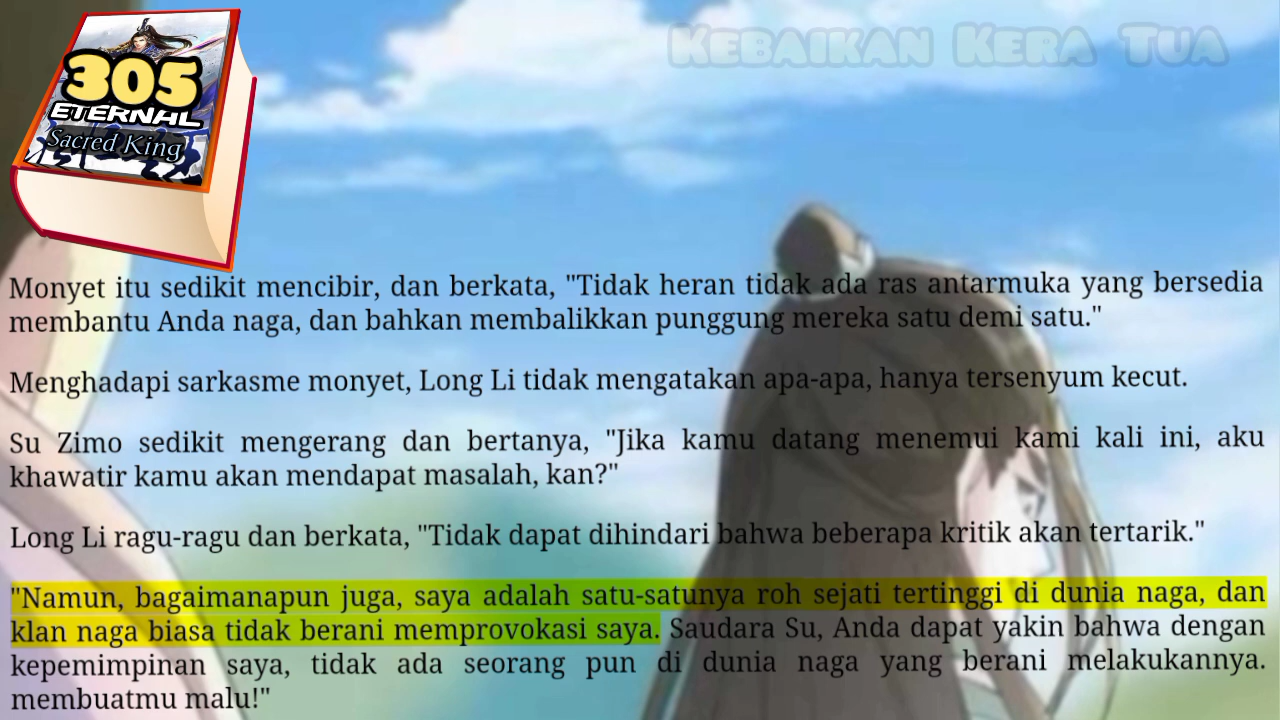 KEBAIKAN KERA TUA
305
ETERNAL
Sacred King
Monyet itu sedikit mencibir, dan berkata, "Tidak heran tidak ada ras antarmuka yang bersedia
membantu Anda naga, dan bahkan membalikkan punggung mereka satu demi satu."
Menghadapi sarkasme monyet, Long Li tidak mengatakan apa-apa, hanya tersenyum kecut.
Su Zimo sedikit mengerang dan bertanya, "Jika kamu datang menemui kami kali ini, aku
khawatir kamu akan mendapat masalah, kan?"
Long Li ragu-ragu dan berkata, "Tidak dapat dihindari bahwa beberapa kritik akan tertarik."
"Namun, bagaimanapun juga, saya adalah satu-satunya roh sejati tertinggi di dunia naga, dan
klan naga biasa tidak berani memprovokasi saya. Saudara Su, Anda dapat yakin bahwa dengan
kepemimpinan saya, tidak ada seorang pun di dunia naga yang berani melakukannya.
membuatmu malu!"